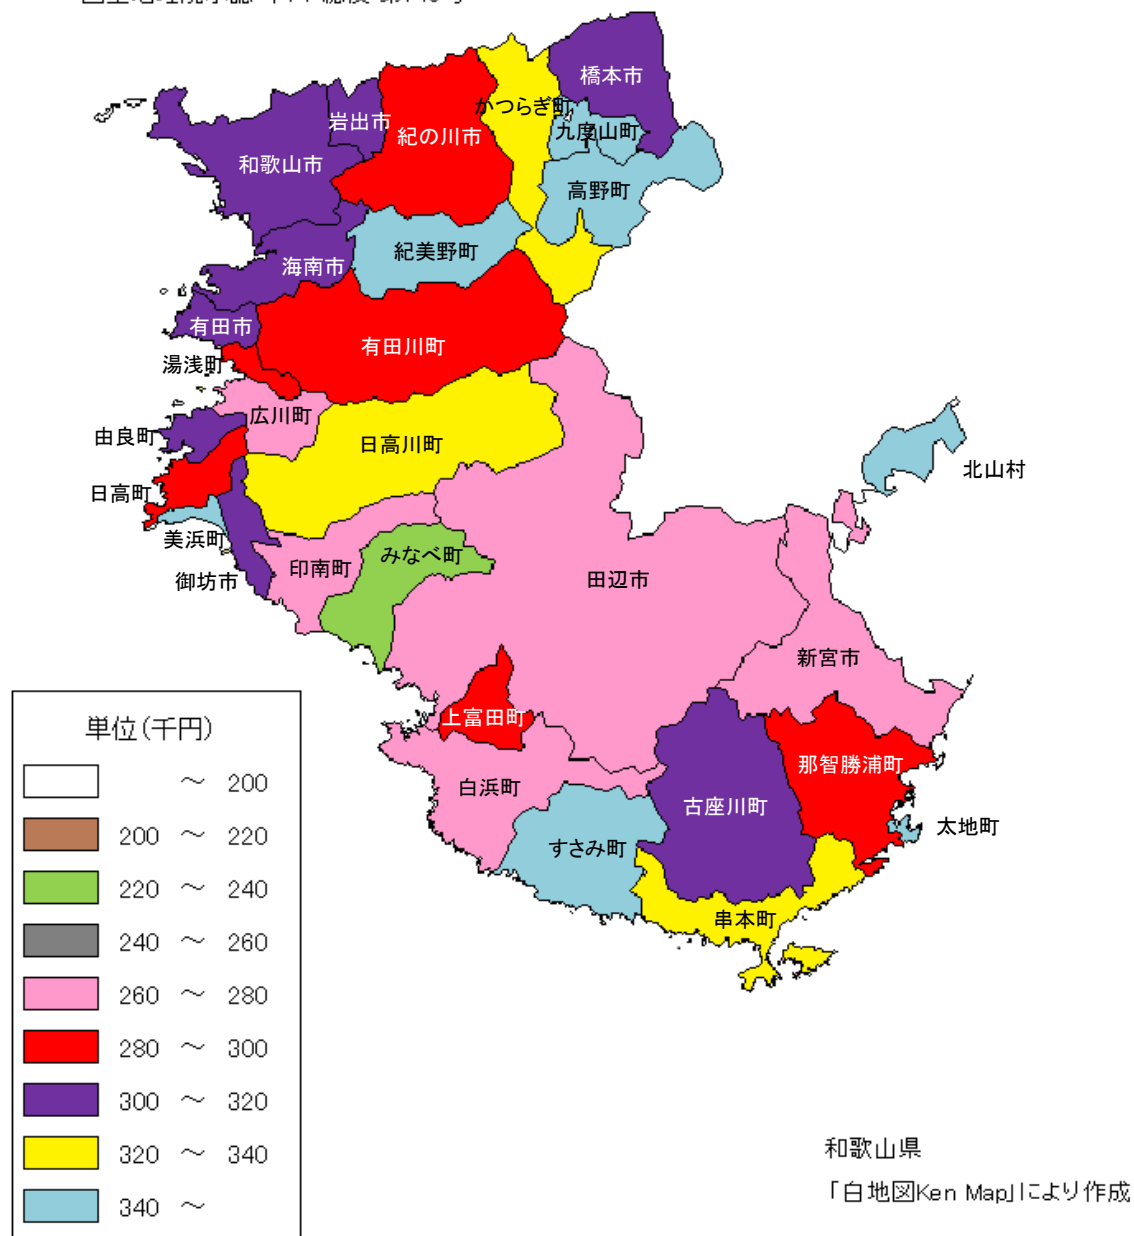 橋本市
かつらぎ町
岩出市
九度山町
紀の川市
和歌山市
高野町
紀美野町
海南市
有田市
有田川町
湯浅町
広川町
由良町
日高川町
北山村
日高町
美浜町
みなべ町
印南町
御坊市
田辺市
新宮市
上富田町
単位(千円)
那智勝浦町
白浜町
～ 200
古座川町
太地町
200 ～ 220
すさみ町
220 ～ 240
串本町
240 ～ 260
260 ～ 280
280 ～ 300
300 ～ 320
320 ～ 340
340 ～
和歌山県
「白地図Ken Map」により作成